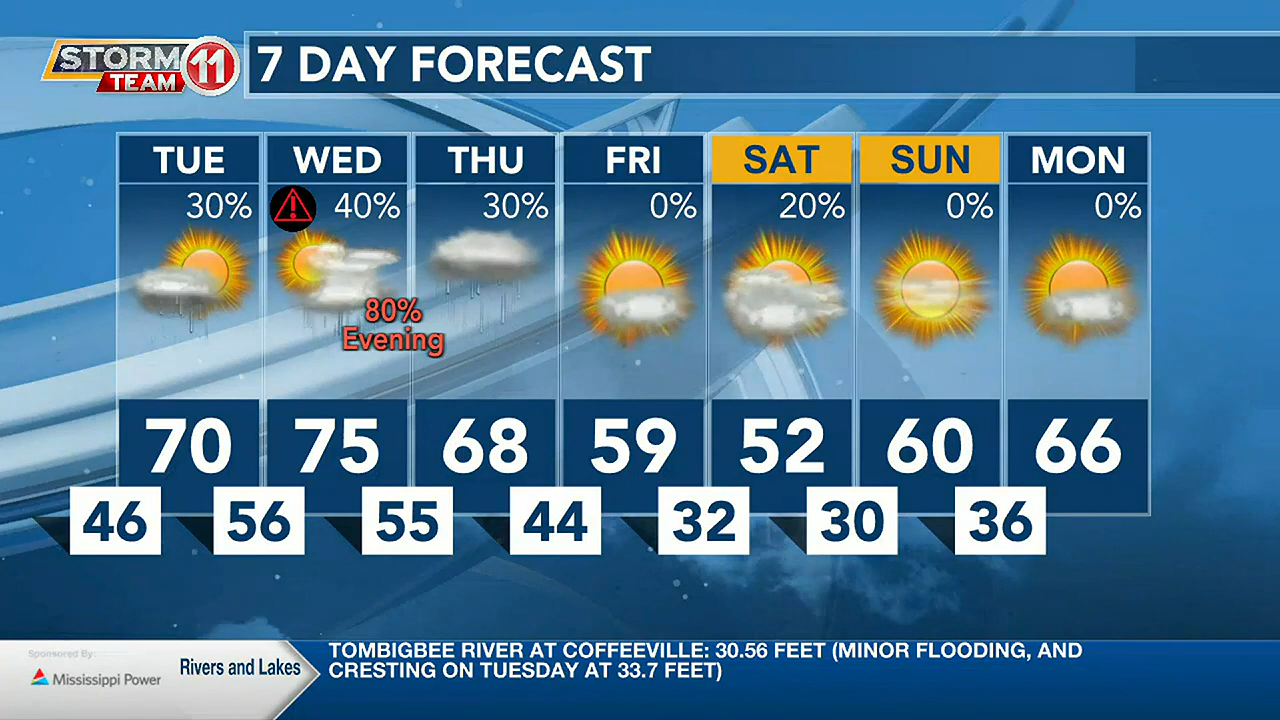 STORM
TEAM
11
7 DAY FORECAST
TUE
WED
THU
FRI
SAT
SUN
MON
30%
40%
30%
0%
20%
0%
0%
80%
Evening
70
75
68
59
52
60
66
46
56
55
44
32
30
36
Sponsored By:
Mississippi Power
Rivers and Lakes
TOMBIGBEE RIVER AT COFFEEVILLE: 30.56 FEET (MINOR FLOODING, AND
CRESTING ON TUESDAY AT 33.7 FEET)